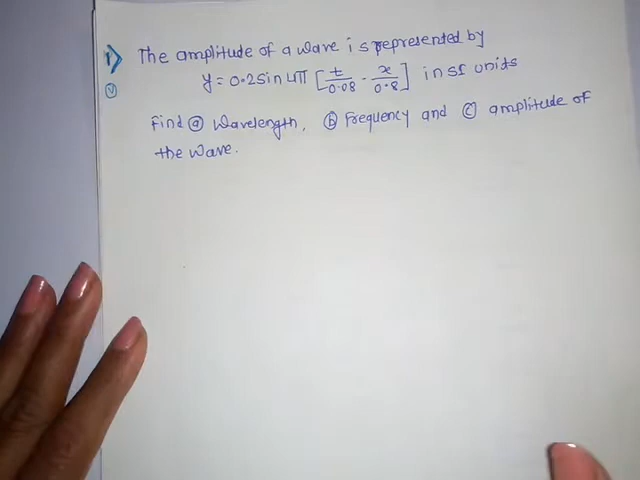 1) The amplitude of a wave is represented by
(v) y = 0.2 sin 4π [t/0.08 - x/0.8] in SI units
Find (a) Wavelength, (b) Frequency and (c) amplitude of
the Wave.